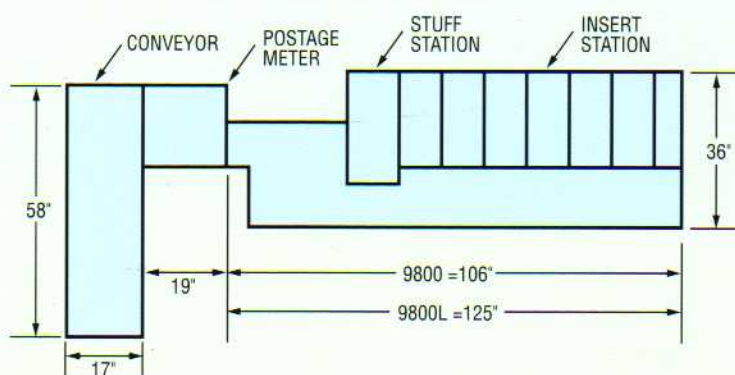 CONVEYOR
POSTAGE
METER
STUFF
STATION
INSERT
STATION
58"
36"
19"
9800 =106"
9800L =125"
17"